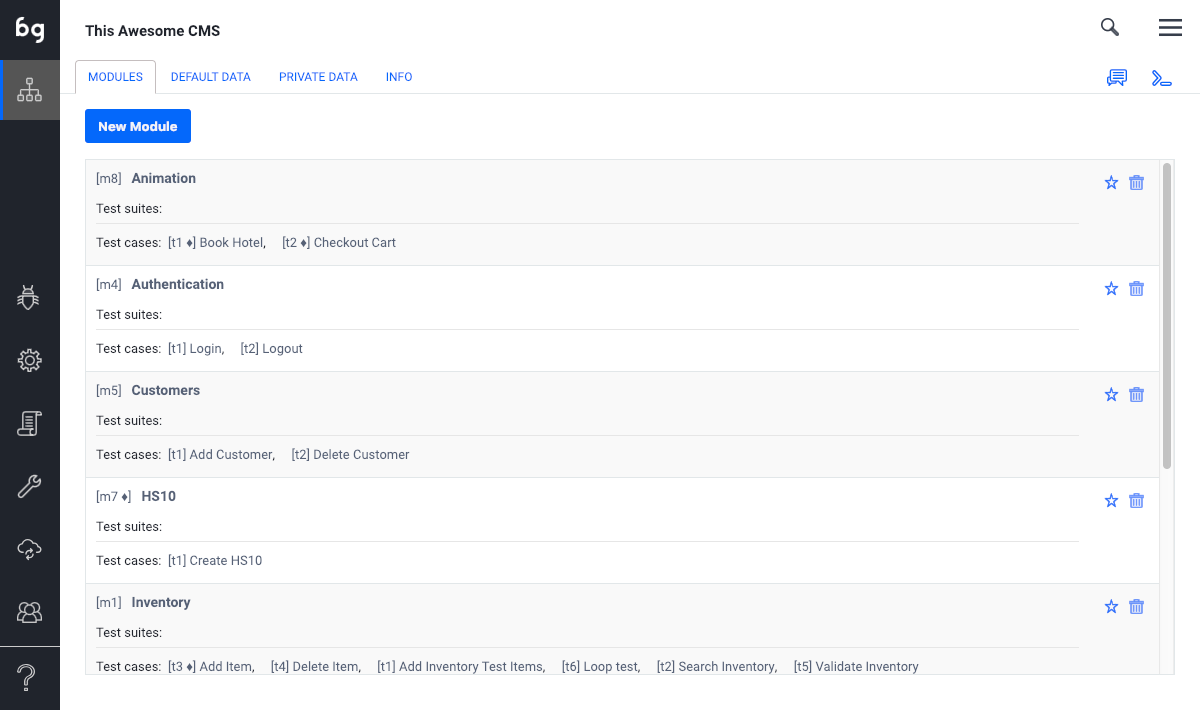 bg
This Awesome CMS
MODULES DEFAULT DATA PRIVATE DATA INFO
New Module
[m8] Animation
Test suites:
Test cases: [t1 ♦] Book Hotel, [t2 ♦] Checkout Cart
[m4] Authentication
Test suites:
Test cases: [t1] Login, [t2] Logout
[m5] Customers
Test suites:
Test cases: [t1] Add Customer, [t2] Delete Customer
[m7 ♦] HS10
Test suites:
Test cases: [t1] Create HS10
[m1] Inventory
Test suites:
Test cases: [t3 ♦] Add Item, [t4] Delete Item, [t1] Add Inventory Test Items, [t6] Loop test, [t2] Search Inventory, [t5] Validate Inventory